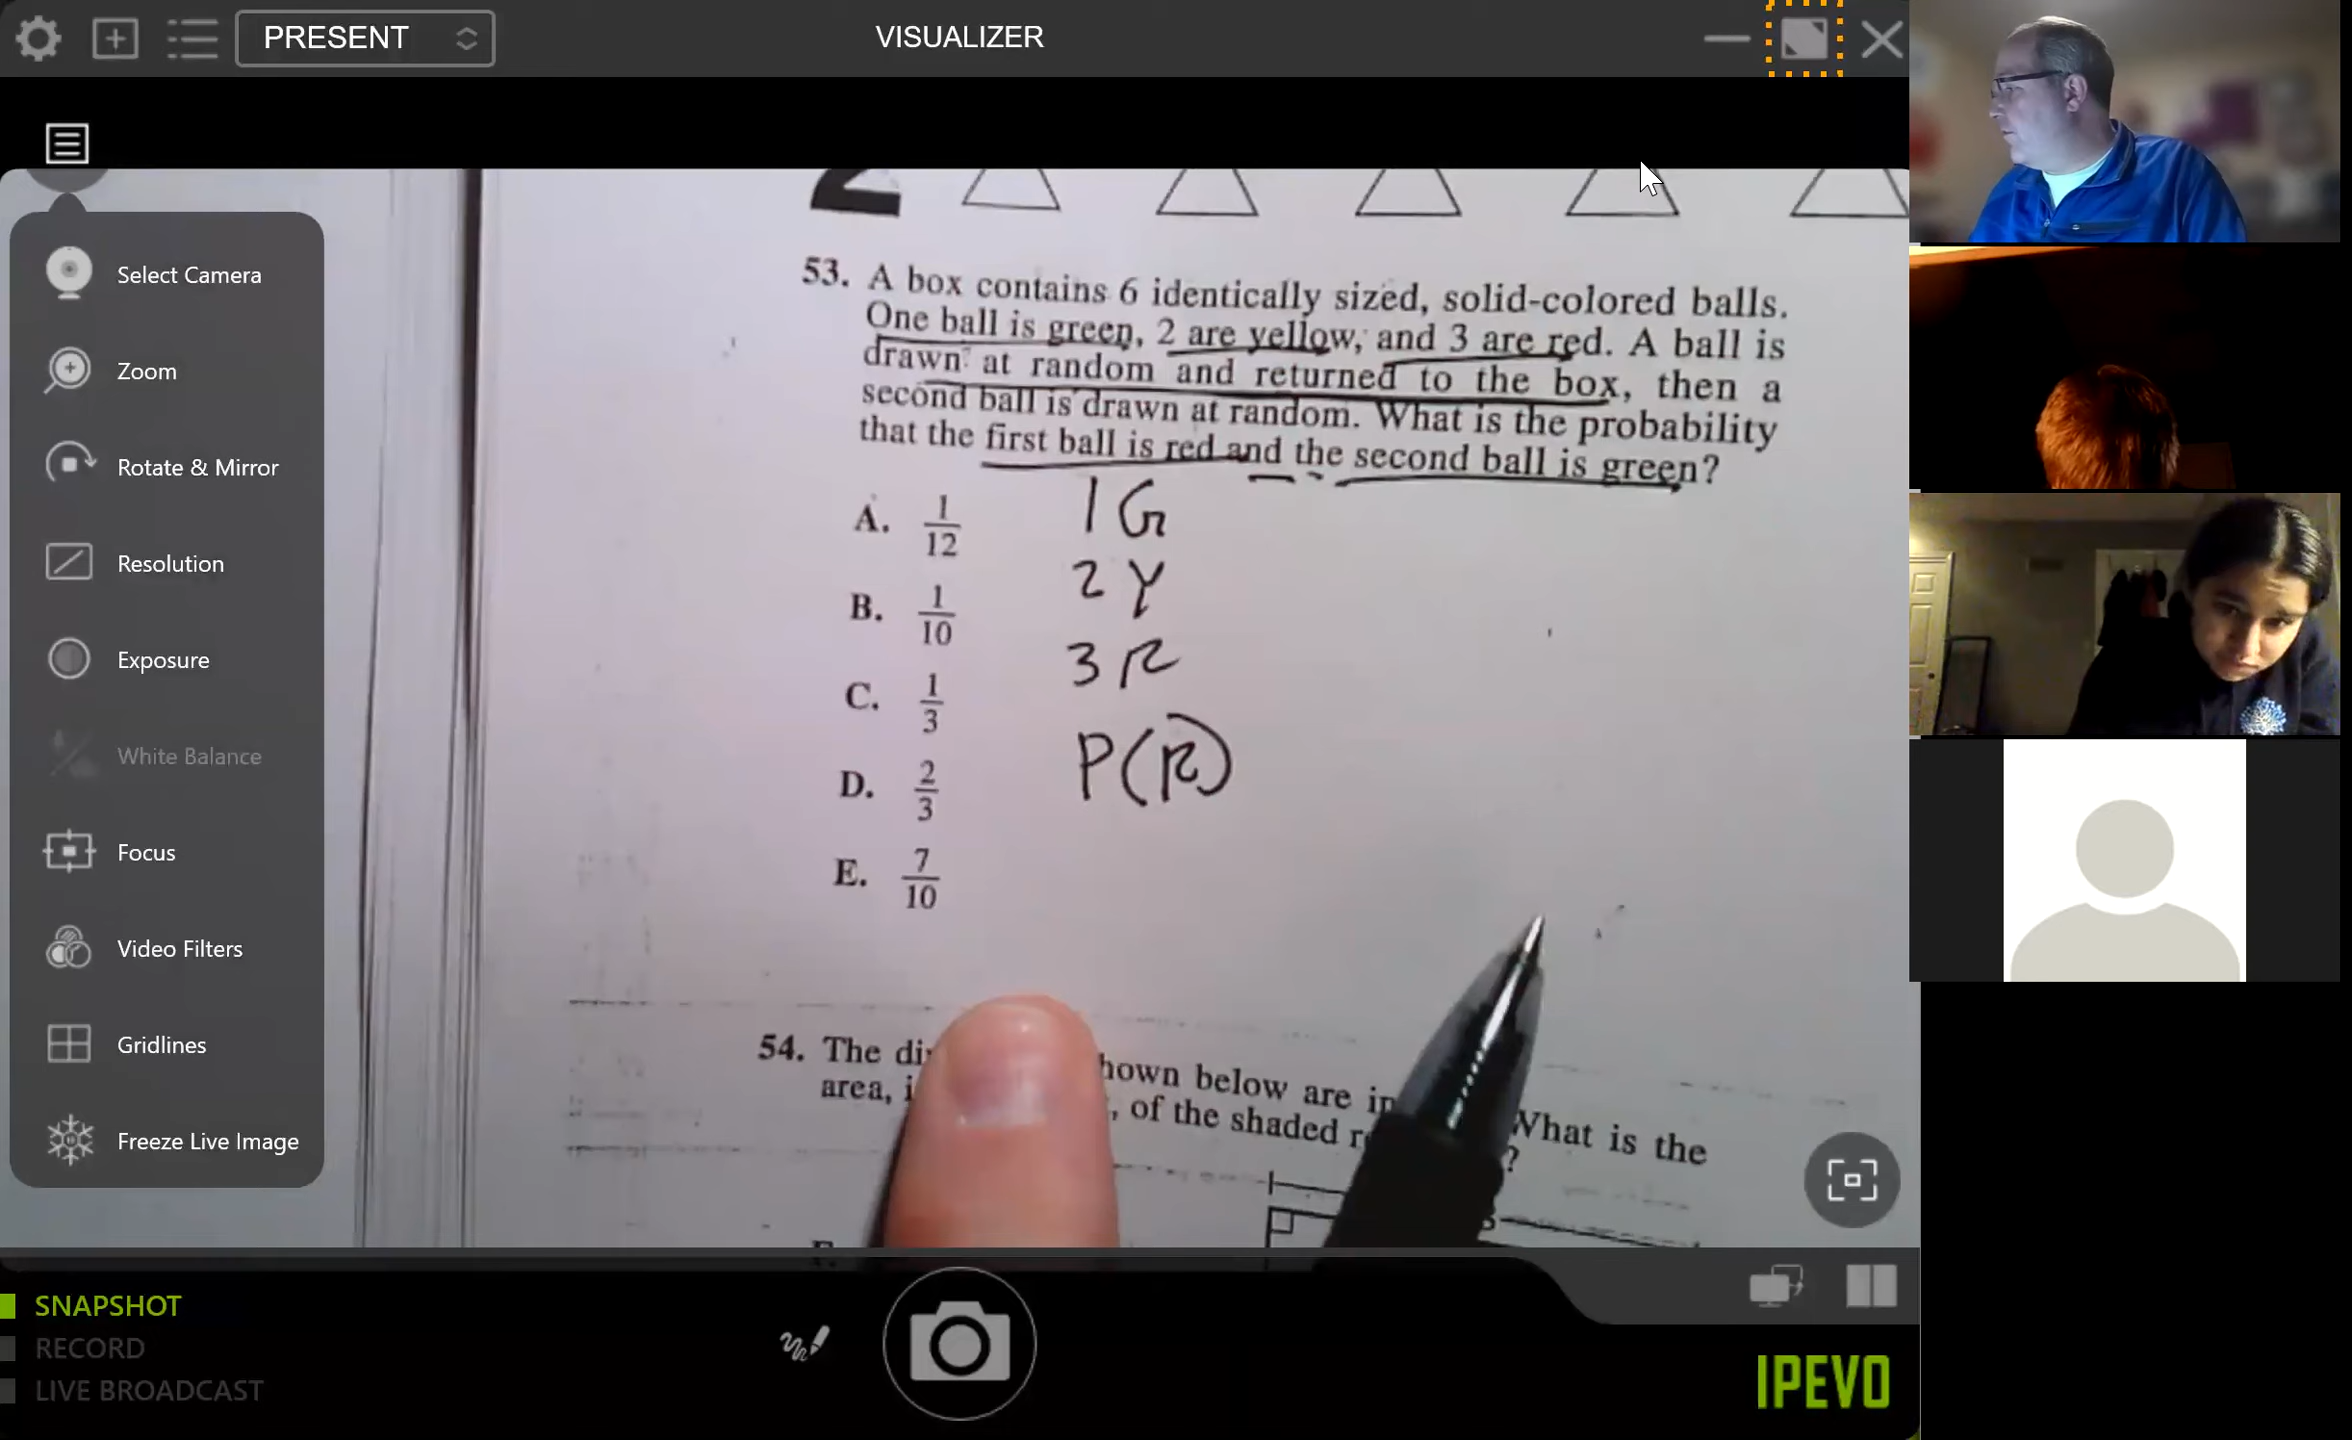 PRESENT
VISUALIZER
Select Camera
Zoom
Rotate & Mirror
Resolution
Exposure
White Balance
Focus
Video Filters
Gridlines
Freeze Live Image
2
53. A box contains 6 identically sized, solid-colored balls.
One ball is green, 2 are yellow, and 3 are red. A ball is
drawn at random and returned to the box, then a
second ball is drawn at random. What is the probability
that the first ball is red and the second ball is green?
A. 1/12
B. 1/10
C. 1/3
D. 2/3
E. 7/10
1 G
2 Y
3 R
P(R)
54. The hown below are in What is the
area, , of the shaded ?
SNAPSHOT
RECORD
LIVE BROADCAST
IPEVO